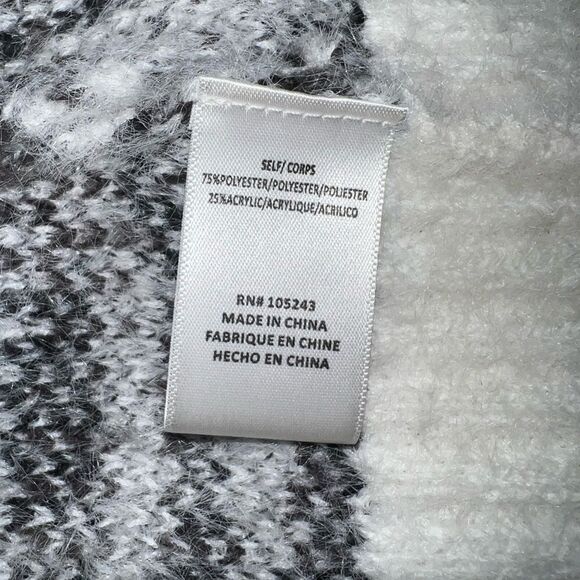 SELF/ CORPS
75%POLYESTER/POLYESTER/POLIESTER
25%ACRYLIC/ACRYLIQUE/ACRILICO
RN# 105243
MADE IN CHINA
FABRIQUE EN CHINE
HECHO EN CHINA